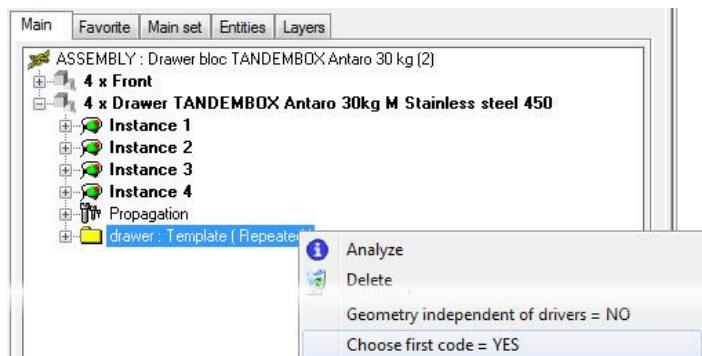 Main Favorite Main set Entities Layers
ASSEMBLY : Drawer bloc TANDEMBOX Antaro 30 kg (2)
4 x Front
4 x Drawer TANDEMBOX Antaro 30kg M Stainless steel 450
Instance 1
Instance 2
Instance 3
Instance 4
Propagation
drawer : Template ( Repeated
Analyze
Delete
Geometry independent of drivers = NO
Choose first code = YES